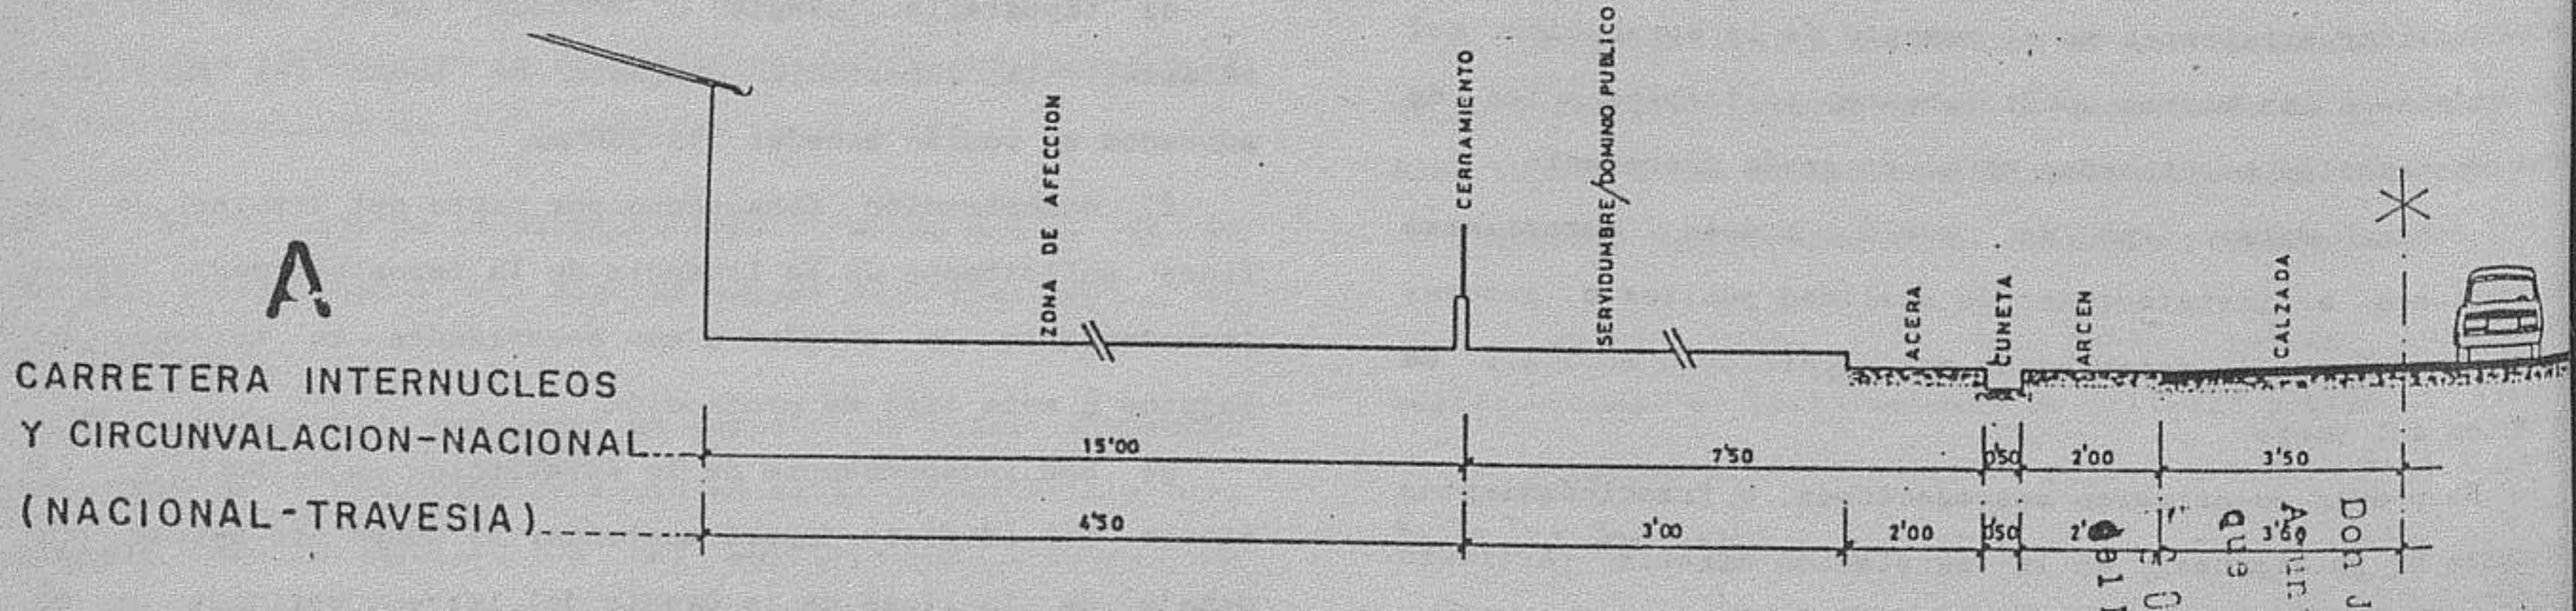 A
CARRETERA INTERNUCLEOS
Y CIRCUNVALACION-NACIONAL
(NACIONAL-TRAVESIA)
ZONA DE AFECCION
CERRAMIENTO
SERVIDUMBRE/DOMINIO PUBLICO
ACERA
CUNETA
ARCEN
CALZADA
15'00 7'50 0'50 2'00 3'50
4'50 3'00 2'00 0'50
Don J
que